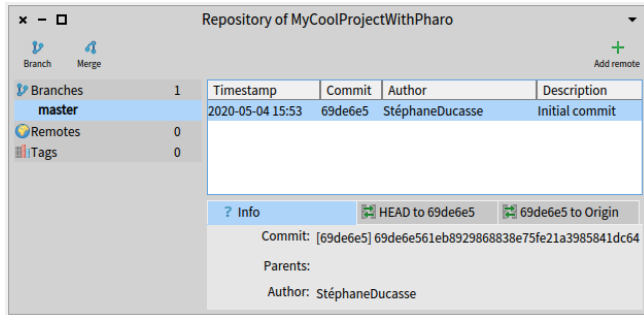 Repository of MyCoolProjectWithPharo
Branch Merge Add remote
Branches 1
master
Remotes 0
Tags 0
Timestamp Commit Author Description
2020-05-04 15:53 69de6e5 StéphaneDucasse Initial commit
? Info HEAD to 69de6e5 69de6e5 to Origin
Commit: [69de6e5] 69de6e561eb8929868838e75fe21a3985841dc64
Parents:
Author: StéphaneDucasse